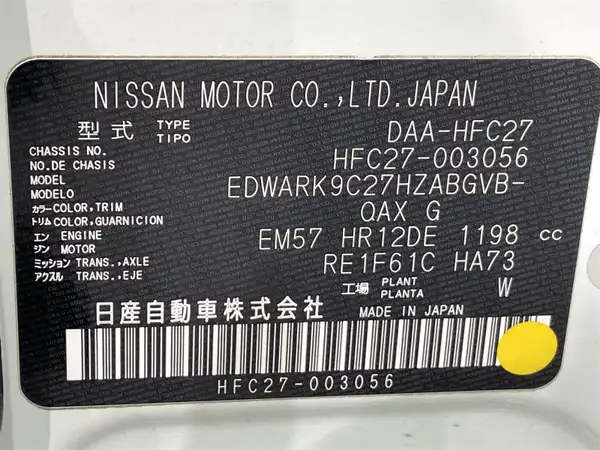 NISSAN MOTOR CO.,LTD.JAPAN
型式 TYPE TIPO DAA-HFC27
CHASSIS NO. NO.DE CHASSIS HFC27-003056
MODEL MODELO EDWARK9C27HZABGVB-
カラー COLOR,TRIM トリム COLOR,GUARNICION QAX G
エン ENGINE ジン MOTOR EM57 HR12DE 1198 cc
ミッション TRANS.,AXLE アクスル TRANS.,EJE RE1F61C HA73
工場 PLANT PLANTA W
日産自動車株式会社 MADE IN JAPAN
HFC27-003056